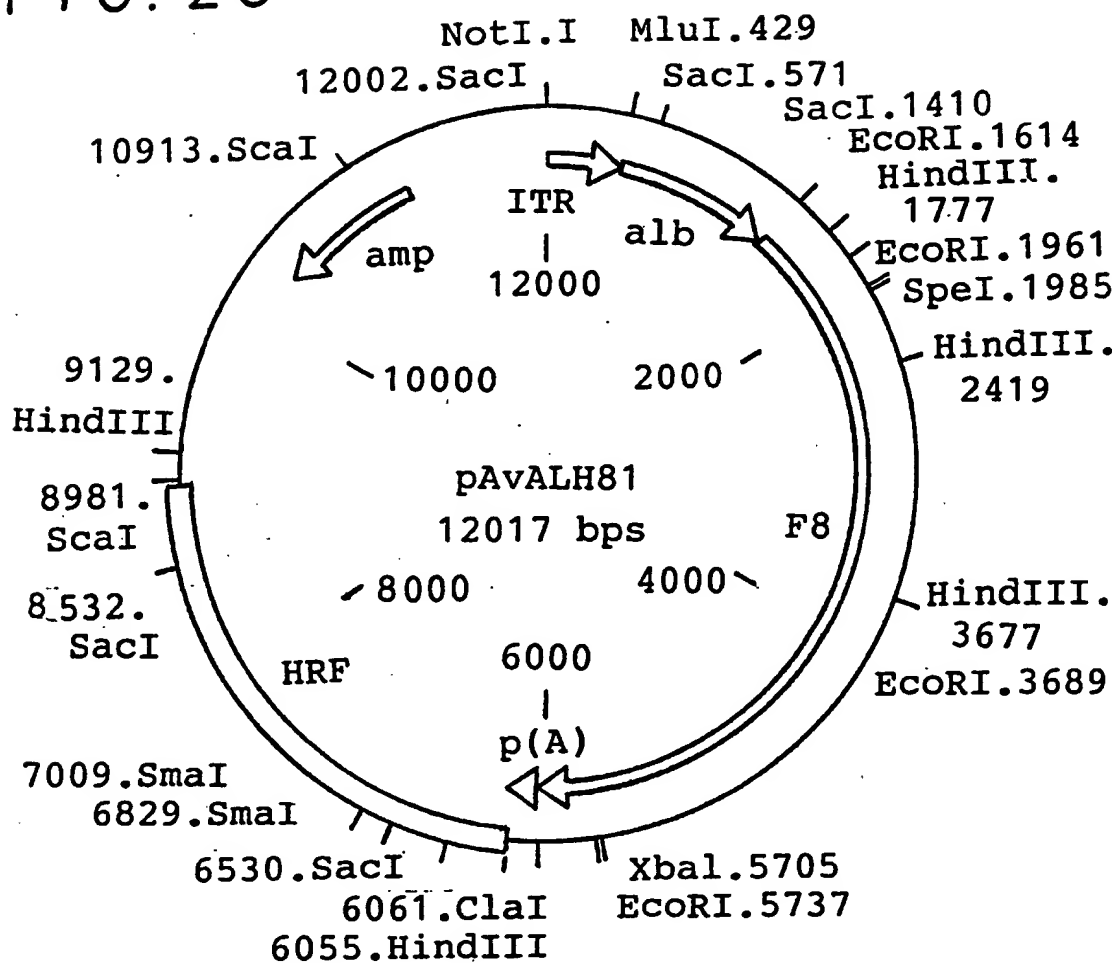 FIG. 26
NotI.I
MluI.429
12002.SacI
SacI.571
SacI.1410
10913.ScaI
EcoRI.1614
HindIII.
1777
ITR
alb
amp
EcoRI.1961
SpeI.1985
12000
HindIII.
2419
9129.
HindIII
10000
2000
pAvALH81
12017 bps
8981.
ScaI
F8
8532.
SacI
8000
4000
HindIII.
3677
HRF
6000
EcoRI.3689
p(A)
7009.SmaI
6829.SmaI
6530.SacI
Xbal.5705
6061.ClaI
EcoRI.5737
6055.HindIII